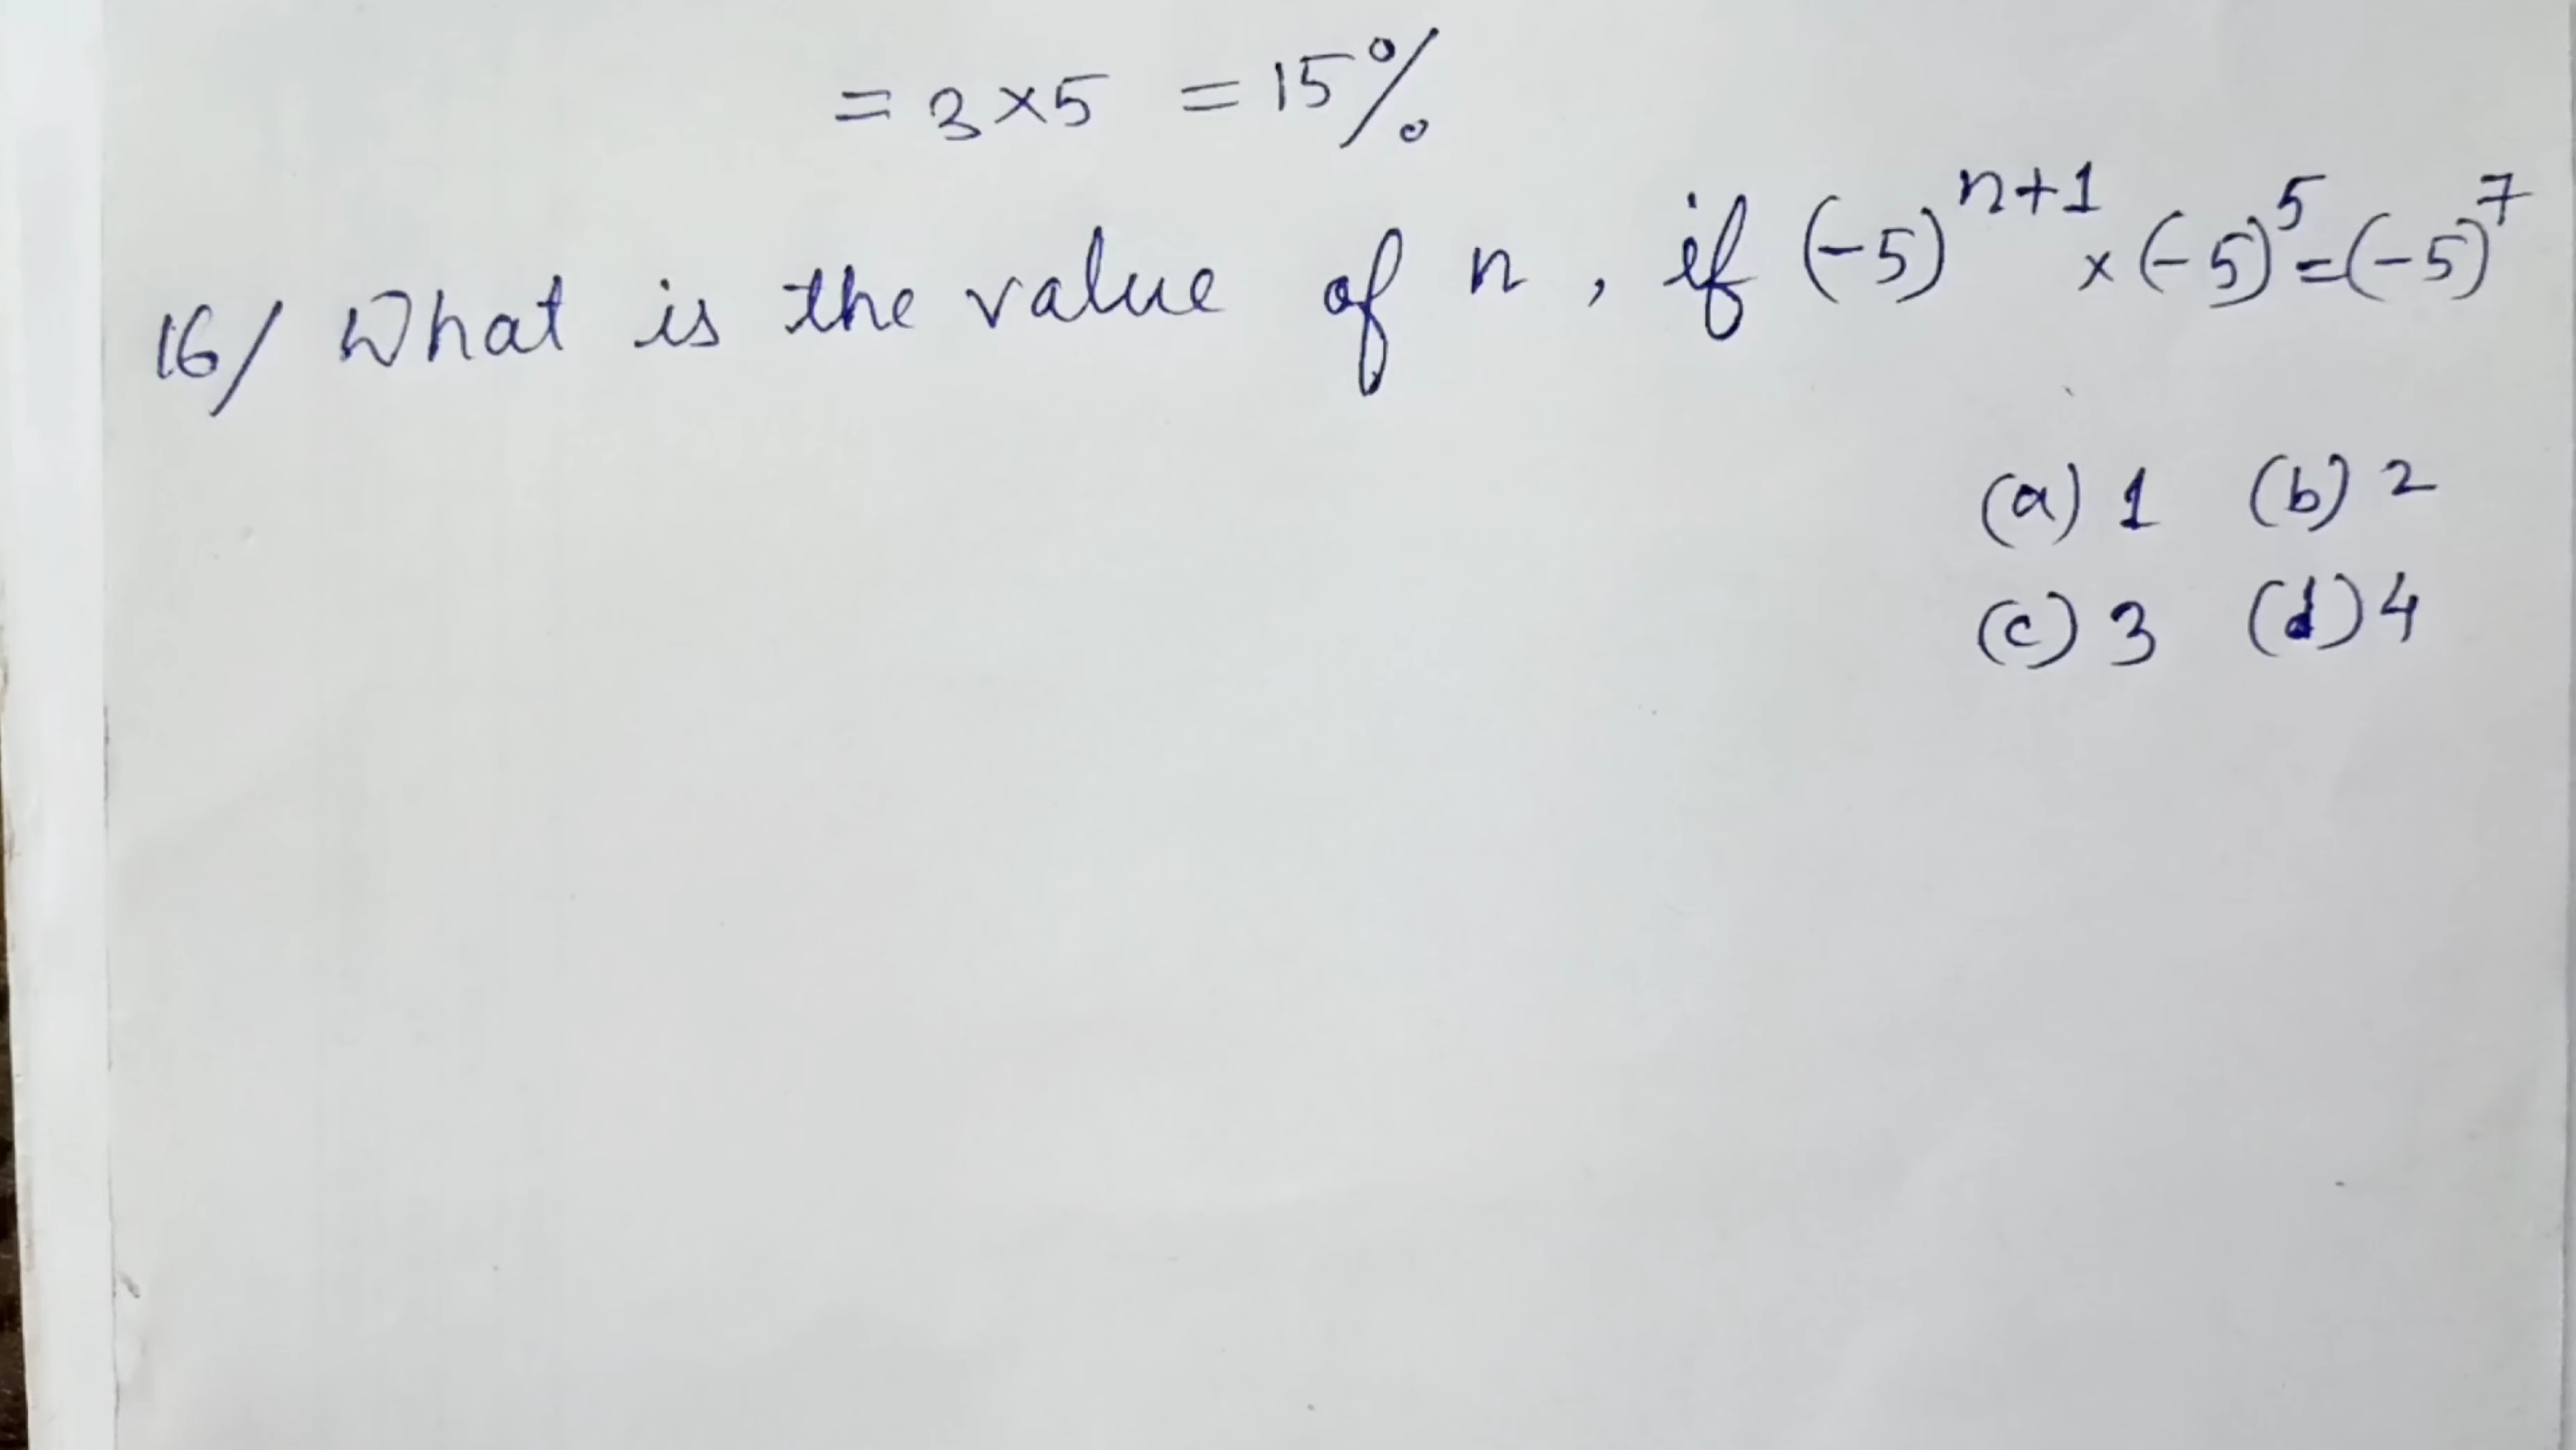 = 3 × 5 = 15%
16/ What is the value of n, if (-5)^{n+1} × (-5)^5 = (-5)^7
(a) 1 (b) 2
(c) 3 (d) 4